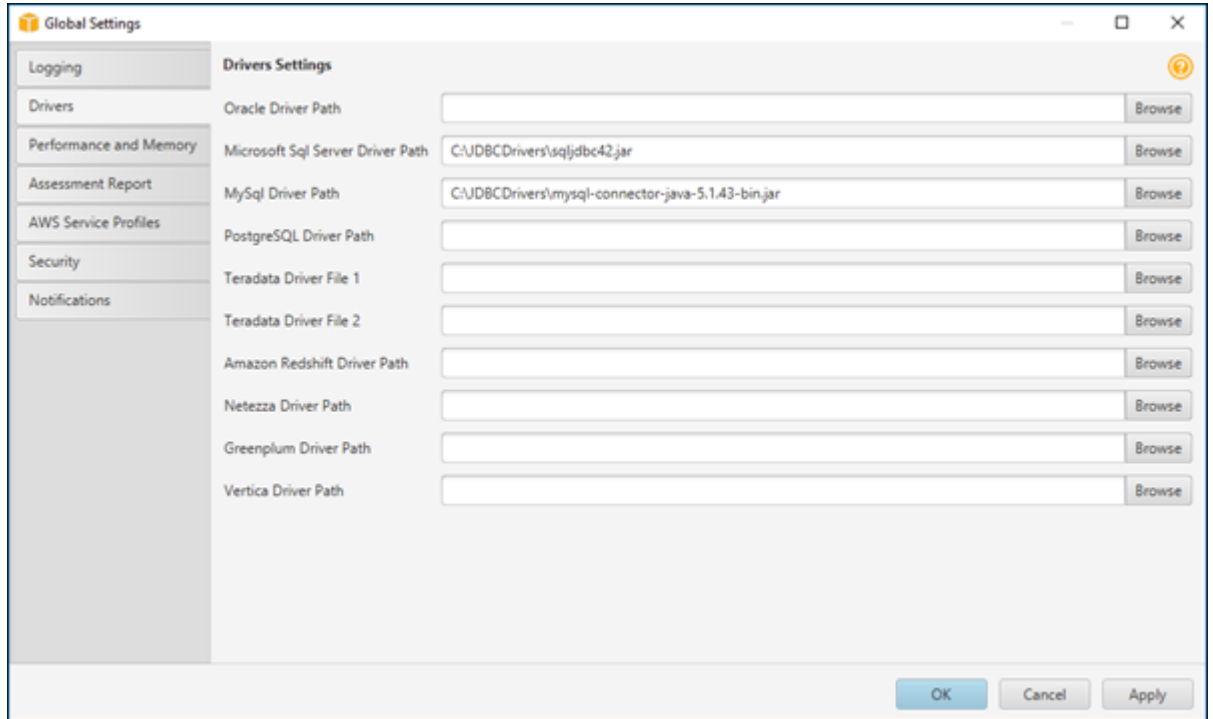 Global Settings
Logging
Drivers
Performance and Memory
Assessment Report
AWS Service Profiles
Security
Notifications
Drivers Settings
Oracle Driver Path Browse
Microsoft Sql Server Driver Path C:\JDBCDrivers\sqljdbc42.jar Browse
MySql Driver Path C:\JDBCDrivers\mysql-connector-java-5.1.43-bin.jar Browse
PostgreSQL Driver Path Browse
Teradata Driver File 1 Browse
Teradata Driver File 2 Browse
Amazon Redshift Driver Path Browse
Netezza Driver Path Browse
Greenplum Driver Path Browse
Vertica Driver Path Browse
OK Cancel Apply